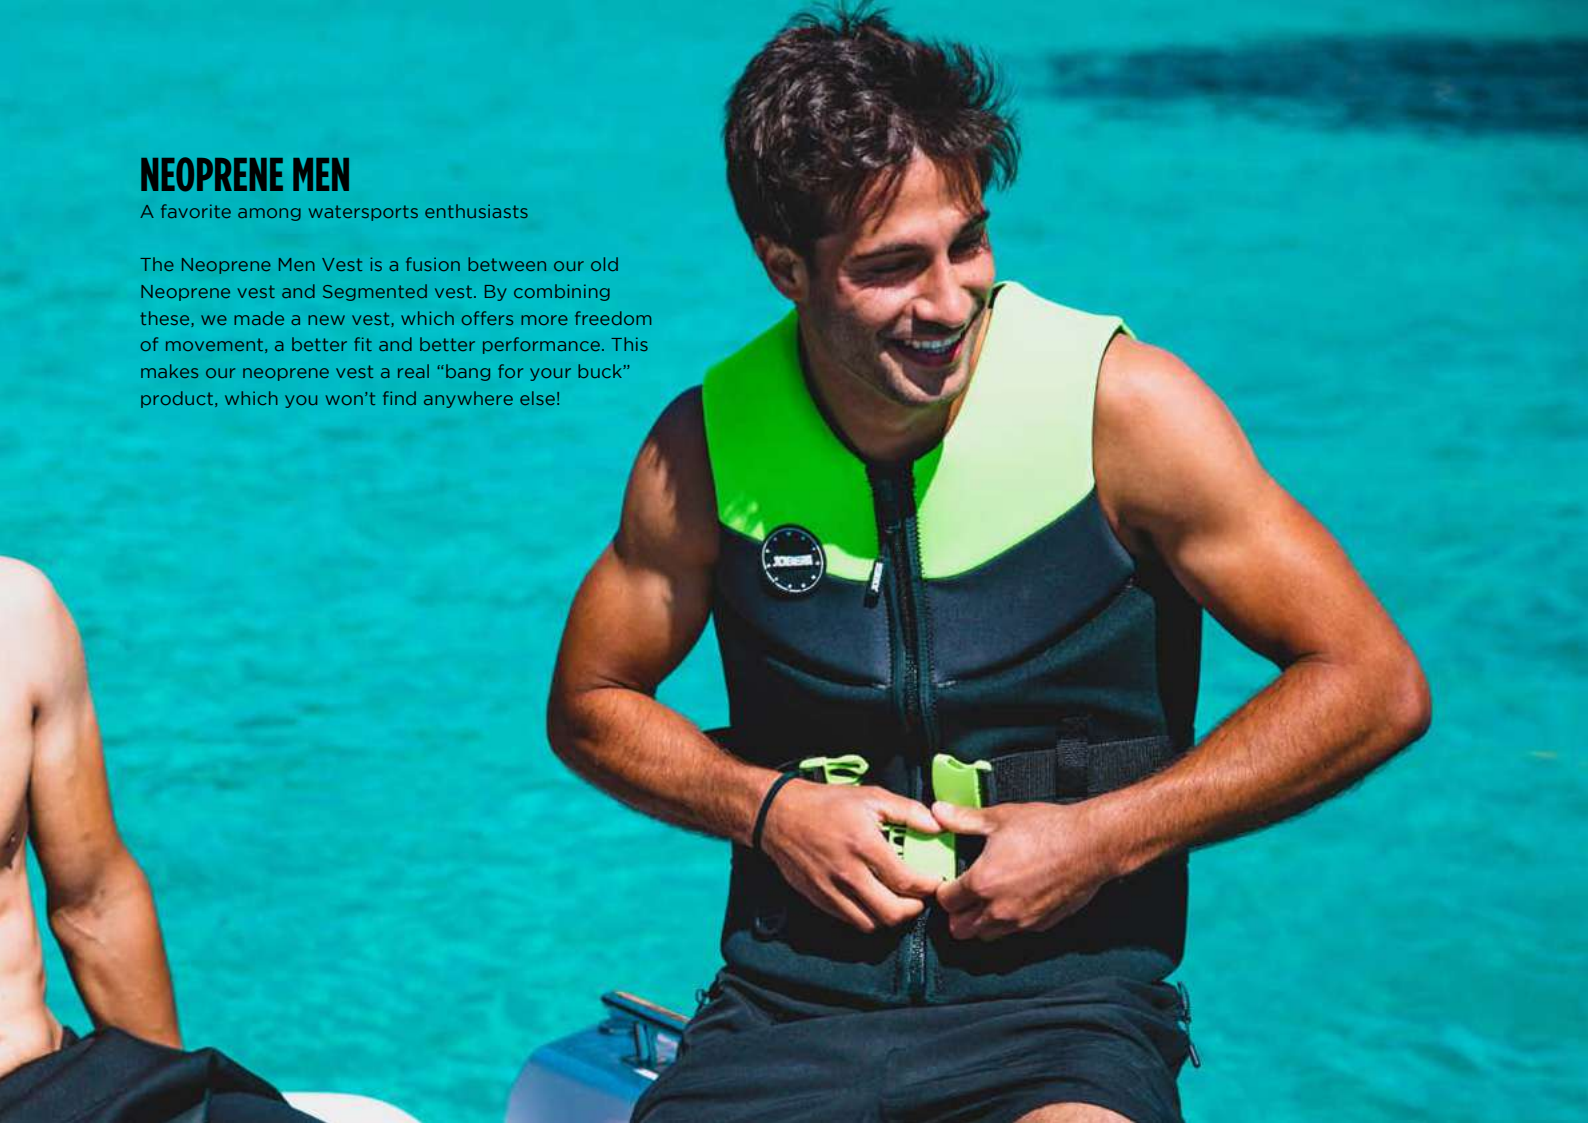 NEOPRENE MEN
A favorite among watersports enthusiasts
The Neoprene Men Vest is a fusion between our old
Neoprene vest and Segmented vest. By combining
these, we made a new vest, which offers more freedom
of movement, a better fit and better performance. This
makes our neoprene vest a real “bang for your buck”
product, which you won’t find anywhere else!
JOBE